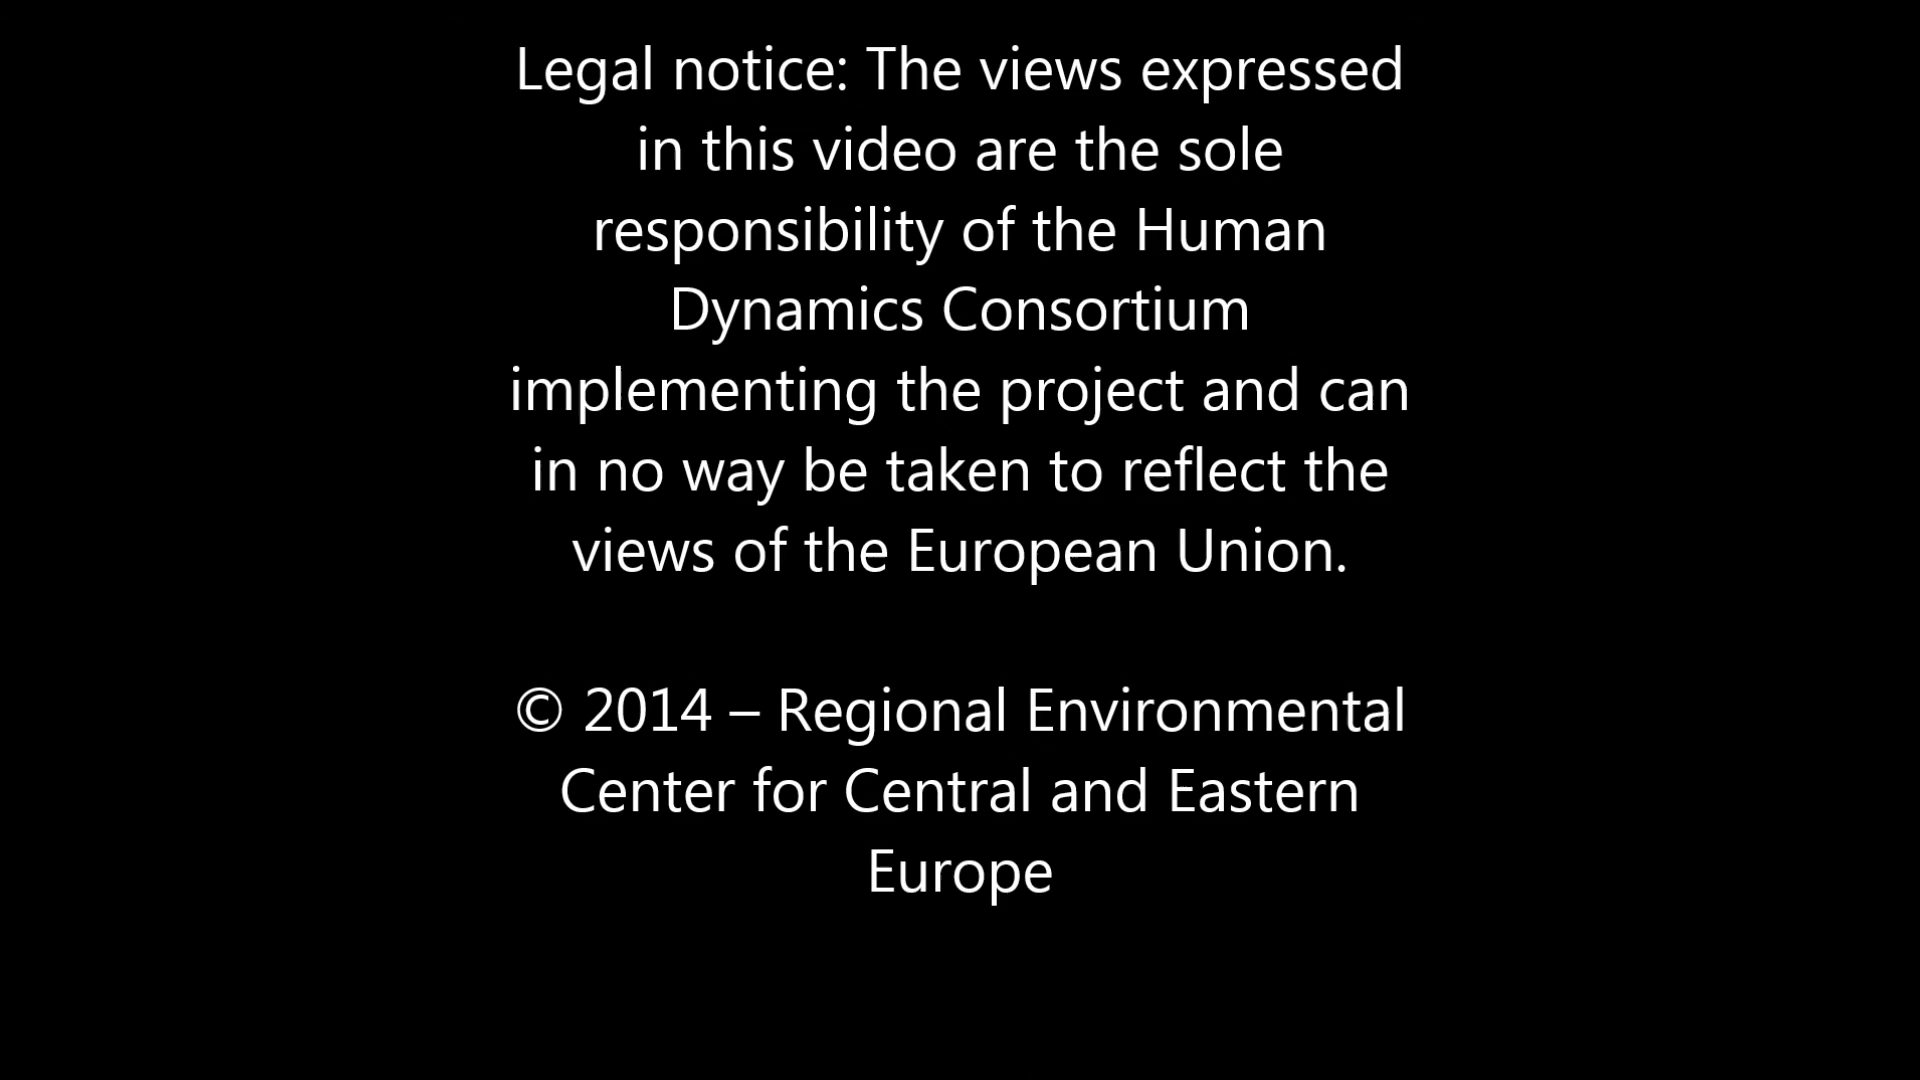 Legal notice: The views expressed
in this video are the sole
responsibility of the Human
Dynamics Consortium
implementing the project and can
in no way be taken to reflect the
views of the European Union.
© 2014 – Regional Environmental
Center for Central and Eastern
Europe